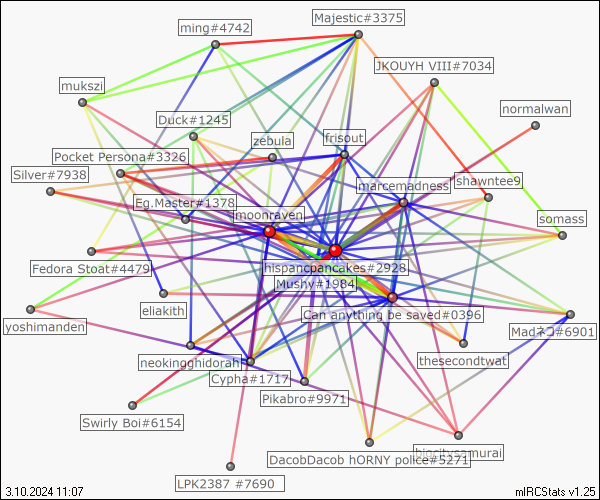 Majestic#3375
ming#4742
JKOUYH VIII#7034
mukszi
normalwan
Duck#1245
zebula
frisout
Pocket Persona#3326
Silver#7938
marcemadness
shawntee9
Eg.Master#1378
moonraven
somass
Fedora Stoat#4479
hispancpancakes#2928
Mushy#1984
eliakith
Can anything be saved#0396
yoshimanden
Madネコ#6901
neokingghidorah
thesecondtwat
Cypha#1717
Pikabro#9971
Swirly Boi#6154
bigcitysamurai
DacobDacob hORNY police#5271
LPK2387 #7690
3.10.2024 11:07
mIRCStats v1.25